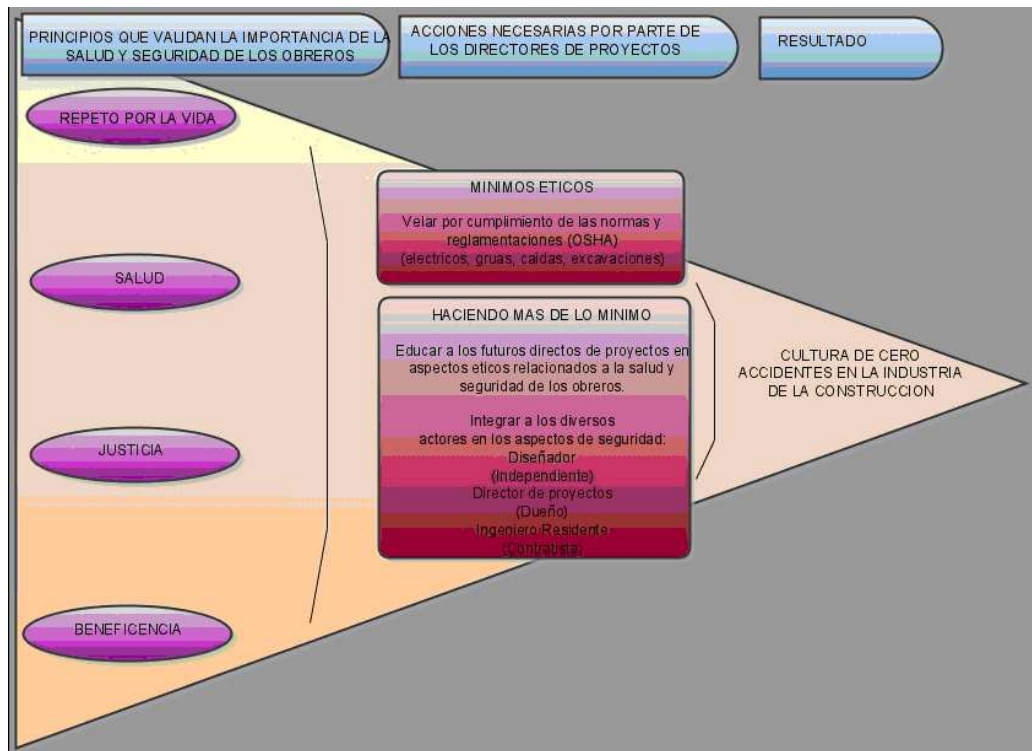 PRINCIPIOS QUE VALIDAN LA IMPORTANCIA DE LA
SALUD Y SEGURIDAD DE LOS OBREROS
ACCIONES NECESARIAS POR PARTE DE
LOS DIRECTORES DE PROYECTOS
RESULTADO
REPETO POR LA VIDA
SALUD
JUSTICIA
BENEFICENCIA
MINIMOS ETICOS
Velar por cumplimiento de las normas y
reglamentaciones (OSHA)
(electricos, gruas, caidas, excavaciones)
HACIENDO MAS DE LO MINIMO
Educar a los futuros directos de proyectos en
aspectos eticos relacionados a la salud y
seguridad de los obreros.
Integrar a los diversos
actores en los aspectos de seguridad:
Diseñador
(Independiente)
Director de proyectos
(Dueño)
Ingeniero Residente
(Contratista)
CULTURA DE CERO
ACCIDENTES EN LA INDUSTRIA
DE LA CONSTRUCCION